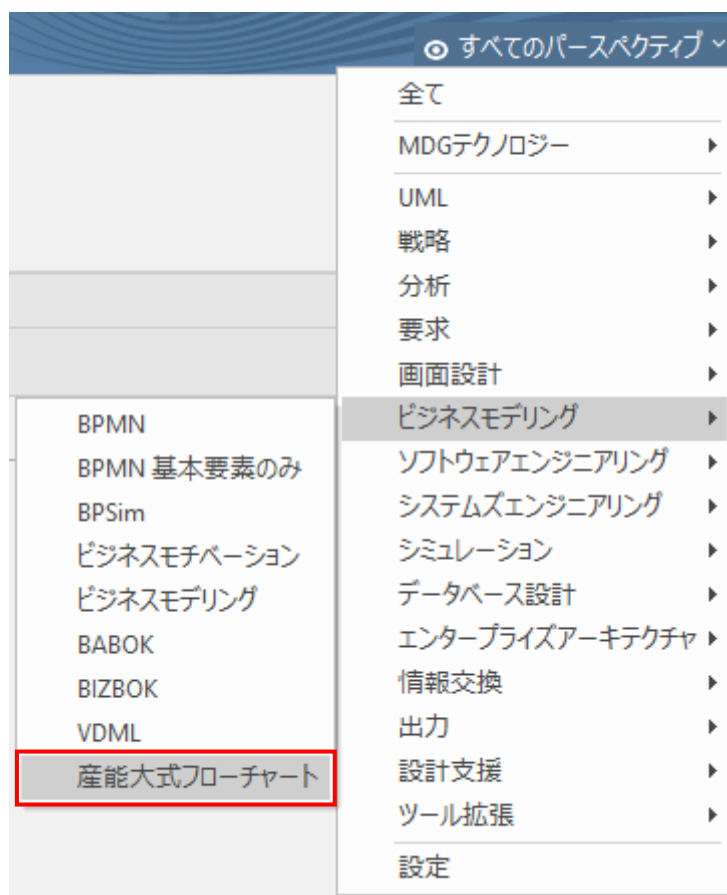 すべてのパースペクティブ
全て
MDGテクノロジー
UML
戦略
分析
要求
画面設計
ビジネスモデリング
ソフトウェアエンジニアリング
システムズエンジニアリング
シミュレーション
データベース設計
エンタープライズアーキテクチャ
情報交換
出力
設計支援
ツール拡張
設定
BPMN
BPMN 基本要素のみ
BPSim
ビジネスモチベーション
ビジネスモデリング
BABOK
BIZBOK
VDML
産能大式フローチャート